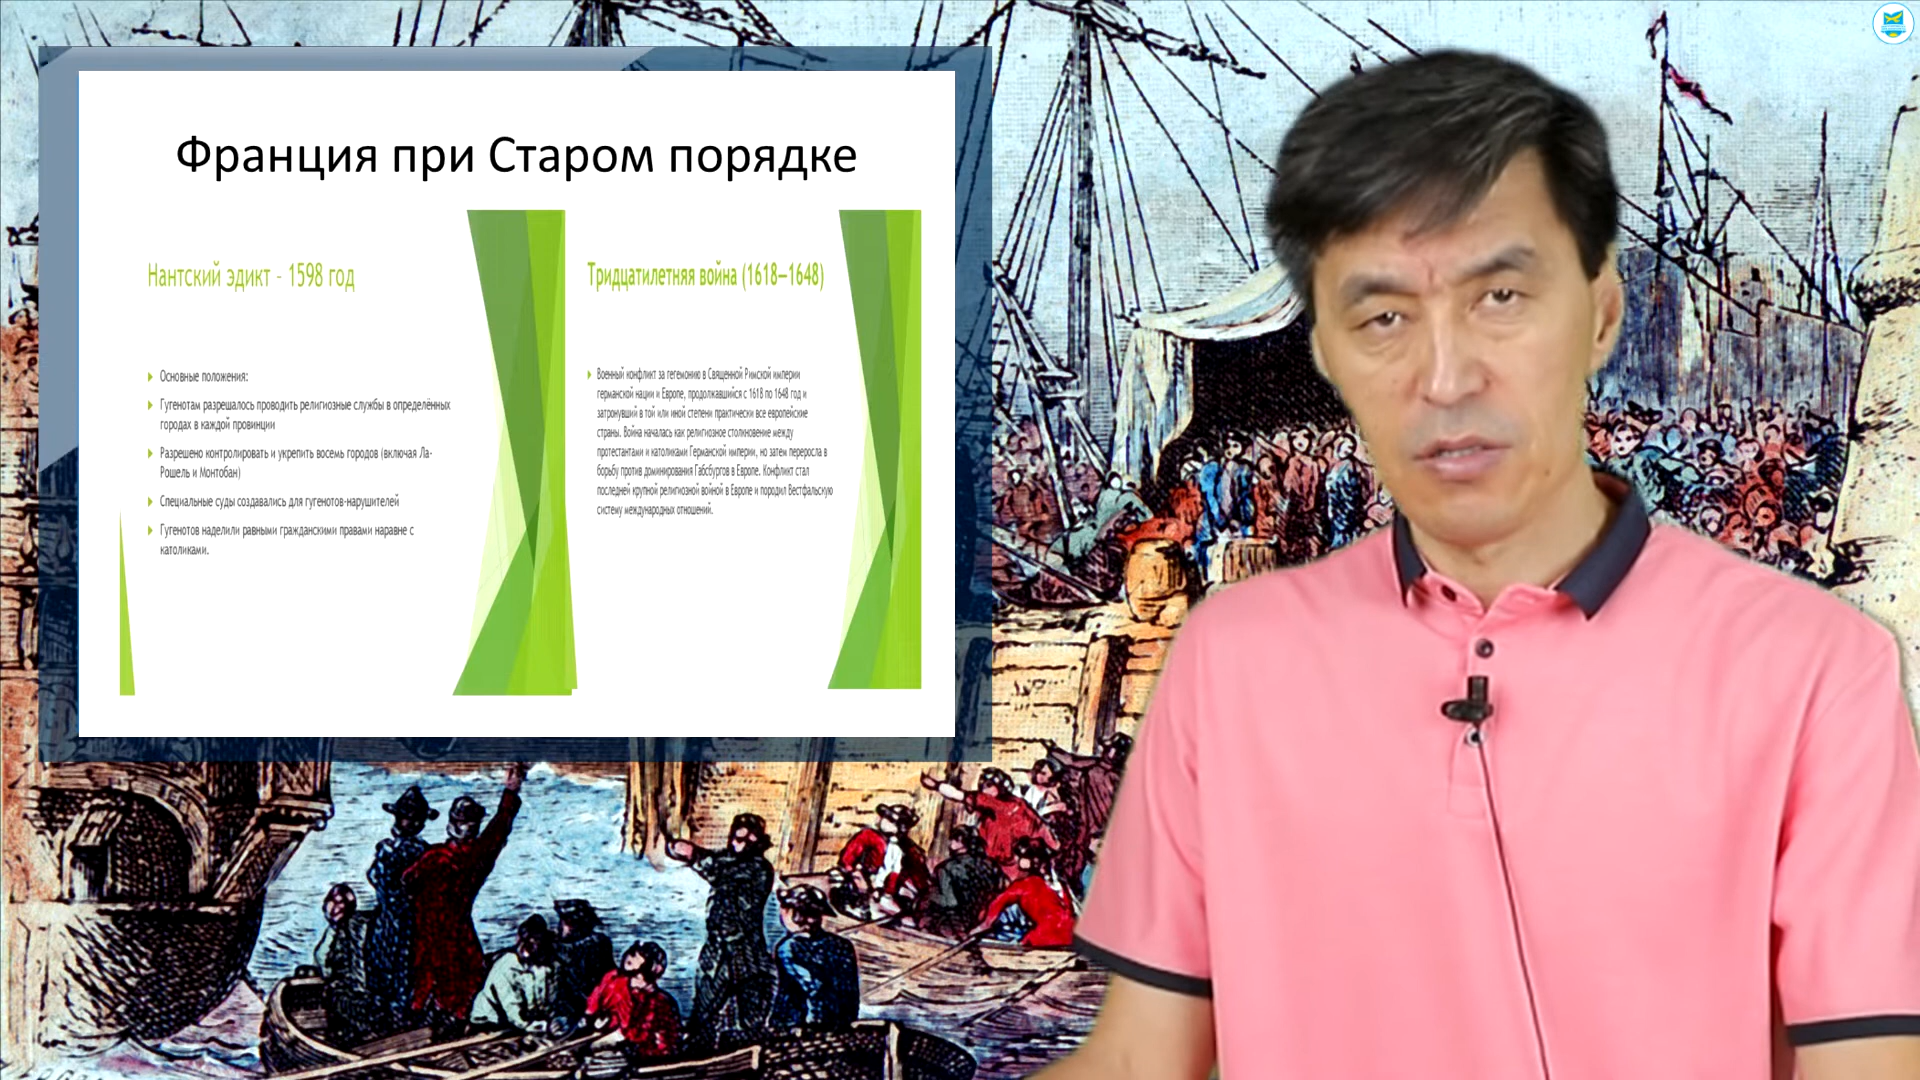 Франция при Старом порядке
Нантский эдикт - 1598 год
Основные положения:
Гугенотам разрешалось проводить религиозные службы в определённых
городах в каждой провинции
Разрешено контролировать и укрепить восемь городов (включая Ла-
Рошель и Монтобан)
Специальные суды создавались для гугенотов-нарушителей
Гугенотов наделили равными гражданскими правами наравне с
католиками.
Тридцатилетняя война (1618–1648)
Военный конфликт за гегемонию в Священной Римской империи
германской нации и Европе, продолжавшийся с 1618 по 1648 год и
затронувший в той или иной степени практически все европейские
страны. Война началась как религиозное столкновение между
протестантами и католиками Германской империи, но затем переросла в
борьбу против доминирования Габсбургов в Европе. Конфликт стал
последней крупной религиозной войной в Европе и породил Вестфальскую
систему международных отношений.